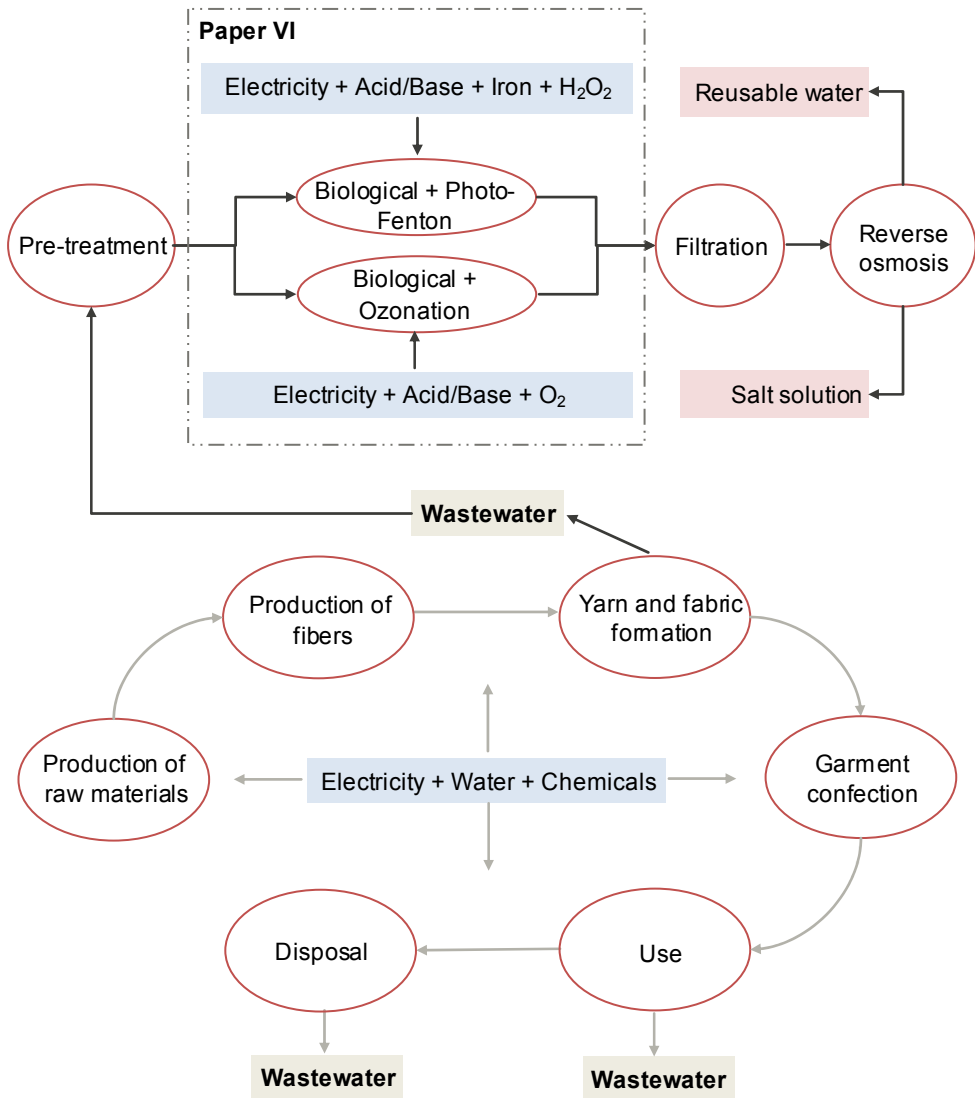 Paper VI
Electricity + Acid/Base + Iron + H₂O₂
Reusable water
Biological + Photo-
Fenton
Pre-treatment
Filtration
Reverse
osmosis
Biological +
Ozonation
Electricity + Acid/Base + O₂
Salt solution
Wastewater
Production of
fibers
Yarn and fabric
formation
Production of
raw materials
Electricity + Water + Chemicals
Garment
confection
Disposal
Use
Wastewater
Wastewater